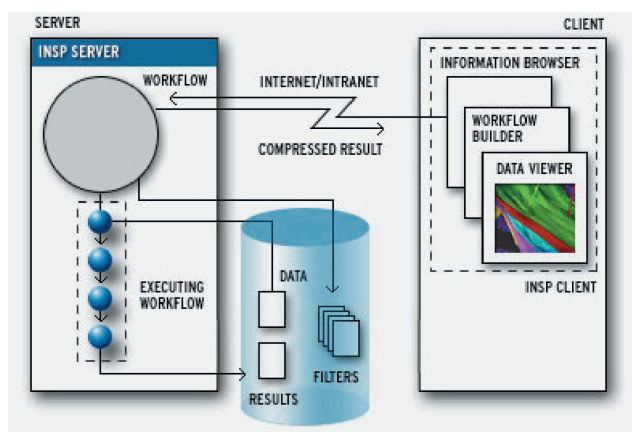 SERVER
CLIENT
INSP SERVER
WORKFLOW
INTERNET/INTRANET
COMPRESSED RESULT
INFORMATION BROWSER
WORKFLOW
BUILDER
DATA VIEWER
INSP CLIENT
EXECUTING
WORKFLOW
DATA
FILTERS
RESULTS